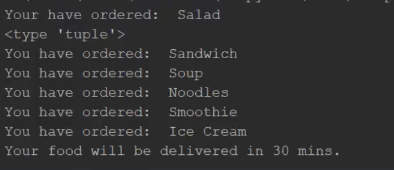 Your have ordered:  Salad
<type 'tuple'>
You have ordered:  Sandwich
You have ordered:  Soup
You have ordered:  Noodles
You have ordered:  Smoothie
You have ordered:  Ice Cream
Your food will be delivered in 30 mins.